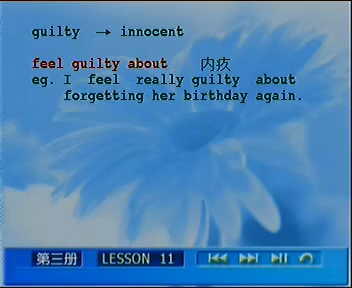 guilty → innocent
feel guilty about 内疚
eg. I feel really guilty about
forgetting her birthday again.
第三册 LESSON 11